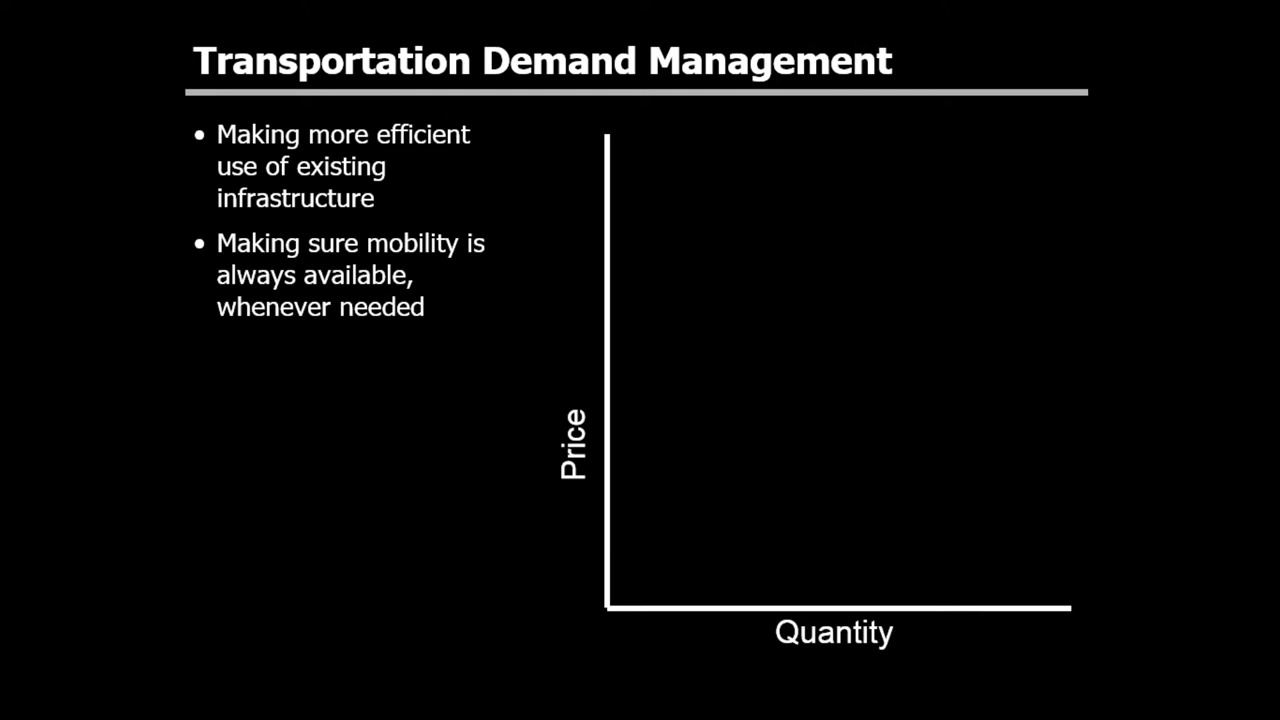 Transportation Demand Management
• Making more efficient
use of existing
infrastructure
• Making sure mobility is
always available,
whenever needed
Price
Quantity